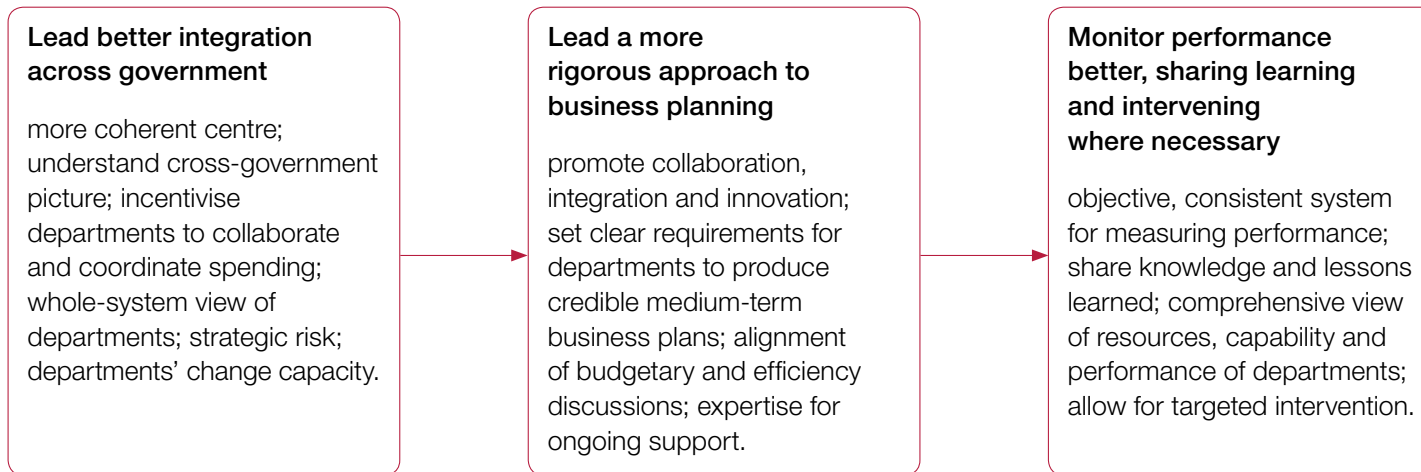 Lead better integration
across government
more coherent centre;
understand cross-government
picture; incentivise
departments to collaborate
and coordinate spending;
whole-system view of
departments; strategic risk;
departments’ change capacity.
Lead a more
rigorous approach to
business planning
promote collaboration,
integration and innovation;
set clear requirements for
departments to produce
credible medium-term
business plans; alignment
of budgetary and efficiency
discussions; expertise for
ongoing support.
Monitor performance
better, sharing learning
and intervening
where necessary
objective, consistent system
for measuring performance;
share knowledge and lessons
learned; comprehensive view
of resources, capability and
performance of departments;
allow for targeted intervention.